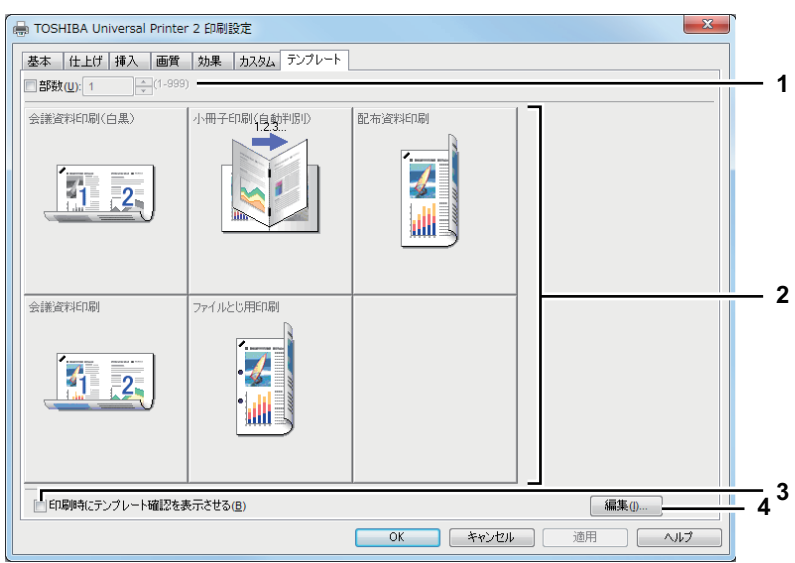 TOSHIBA Universal Printer 2 印刷設定
基本 仕上げ 挿入 画質 効果 カスタム テンプレート
部数(U): 1 (1-999)
1
会議資料印刷(白黒) 小冊子印刷(自動判別) 配布資料印刷
1.2.3...
1 2
2
会議資料印刷 ファイルとじ用印刷
1 2
3
印刷時にテンプレート確認を表示させる(B) 編集(I)...
4
OK キャンセル 適用 ヘルプ